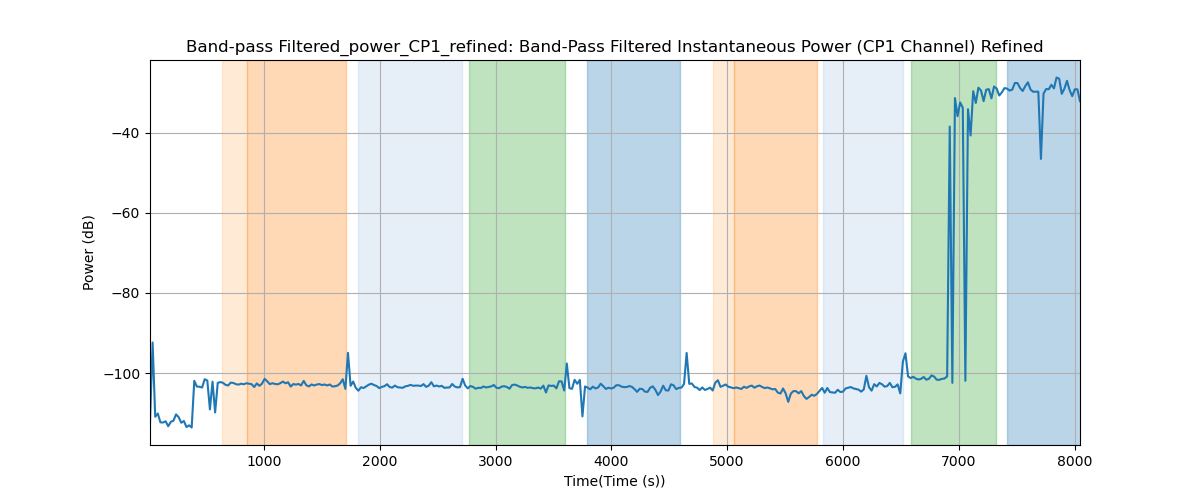 Band-pass Filtered_power_CP1_refined: Band-Pass Filtered Instantaneous Power (CP1 Channel) Refined
Power (dB)
−40
−60
−80
−100
1000 2000 3000 4000 5000 6000 7000 8000
Time(Time (s))